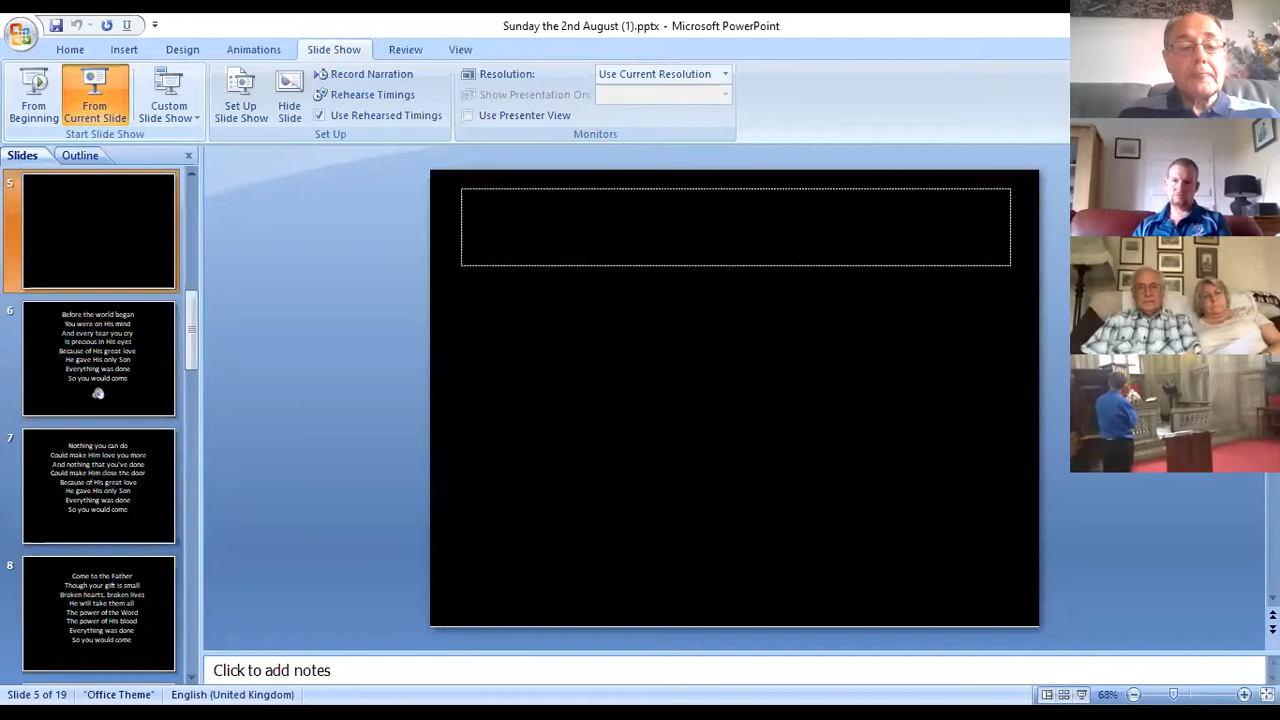 Sunday the 2nd August (1).pptx - Microsoft PowerPoint
Home Insert Design Animations Slide Show Review View
From Beginning
From Current Slide
Custom Slide Show
Start Slide Show
Set Up Slide Show
Hide Slide
Record Narration
Rehearse Timings
Use Rehearsed Timings
Set Up
Resolution: Use Current Resolution
Show Presentation On:
Use Presenter View
Monitors
Slides Outline
5
6
Before the world began
You were on His mind
And every tear you cry
Is precious in His eyes
Because of His great love
He gave His only Son
Everything was done
So you would come
7
Nothing you can do
Could make Him love you more
And nothing that you've done
Could make Him close the door
Because of His great love
He gave His only Son
Everything was done
So you would come
8
Come to the Father
Though your gift is small
Broken hearts, broken lives
He will take them all
The power of the Word
The power of His blood
Everything was done
So you would come
Click to add notes
Slide 5 of 19 "Office Theme" English (United Kingdom) 68%